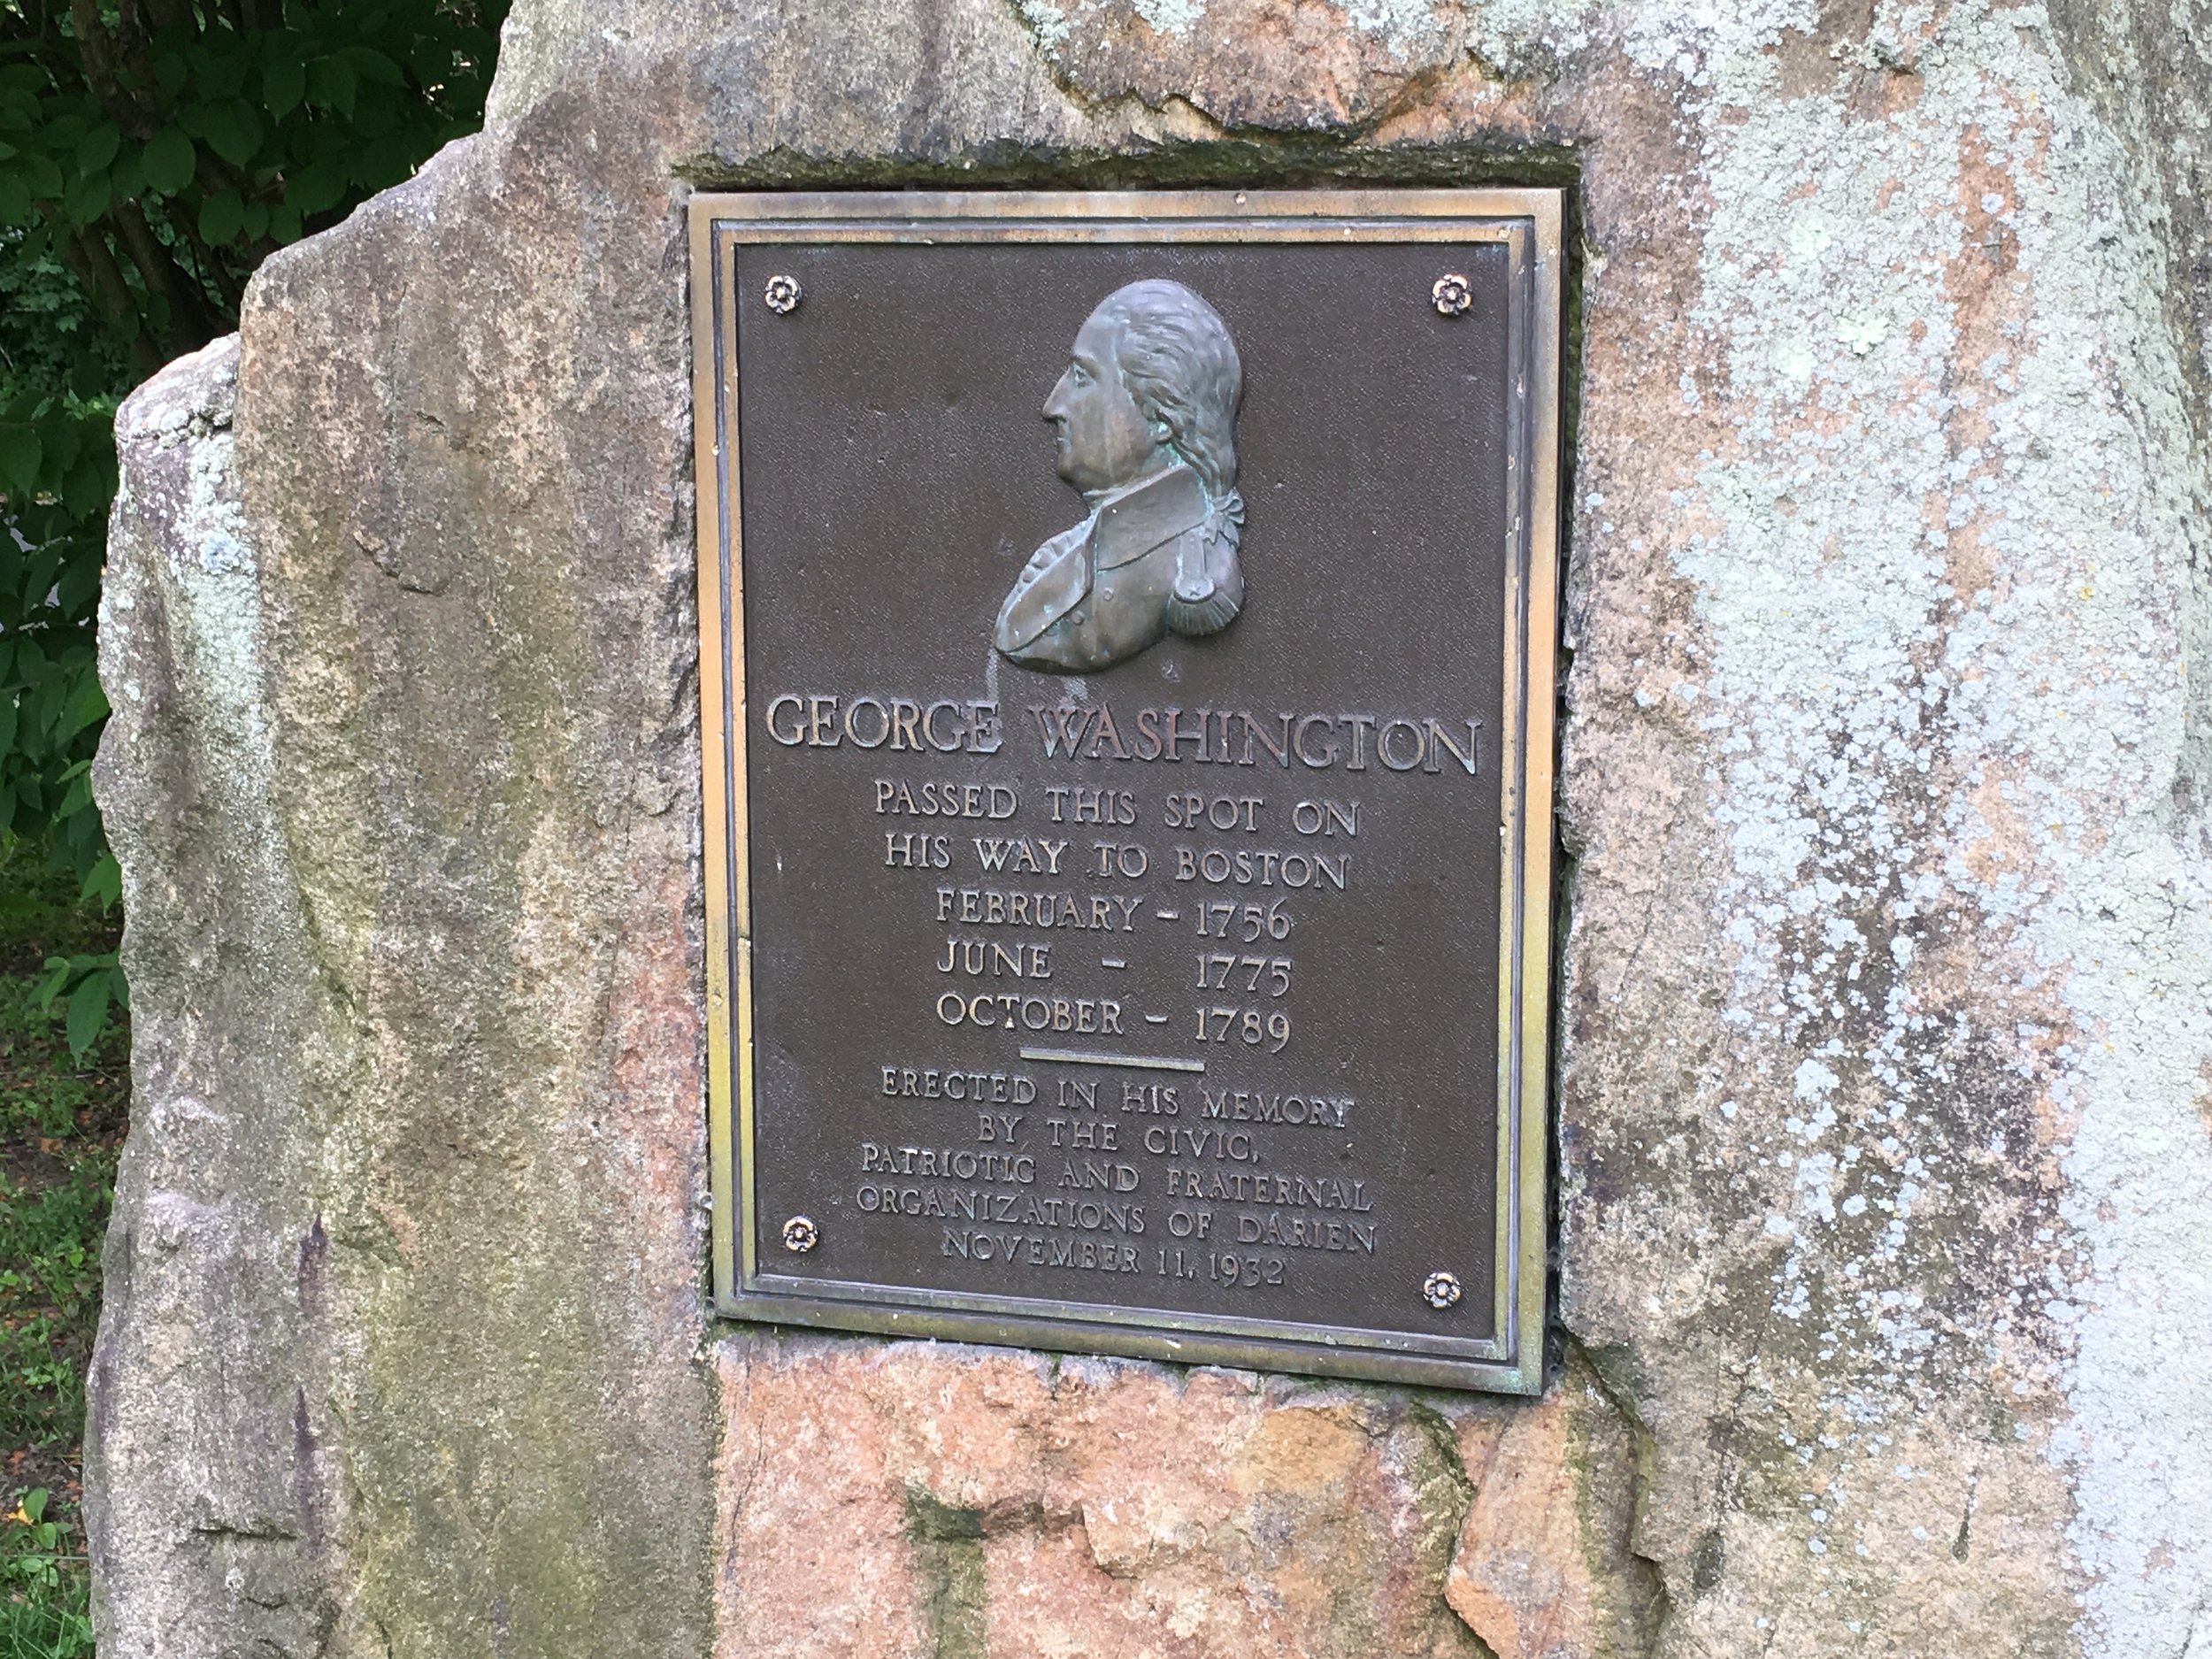 GEORGE WASHINGTON
PASSED THIS SPOT ON
HIS WAY TO BOSTON
FEBRUARY - 1756
JUNE - 1775
OCTOBER - 1789
ERECTED IN HIS MEMORY
BY THE CIVIC,
PATRIOTIC AND FRATERNAL
ORGANIZATIONS OF DARIEN
NOVEMBER 11, 1932